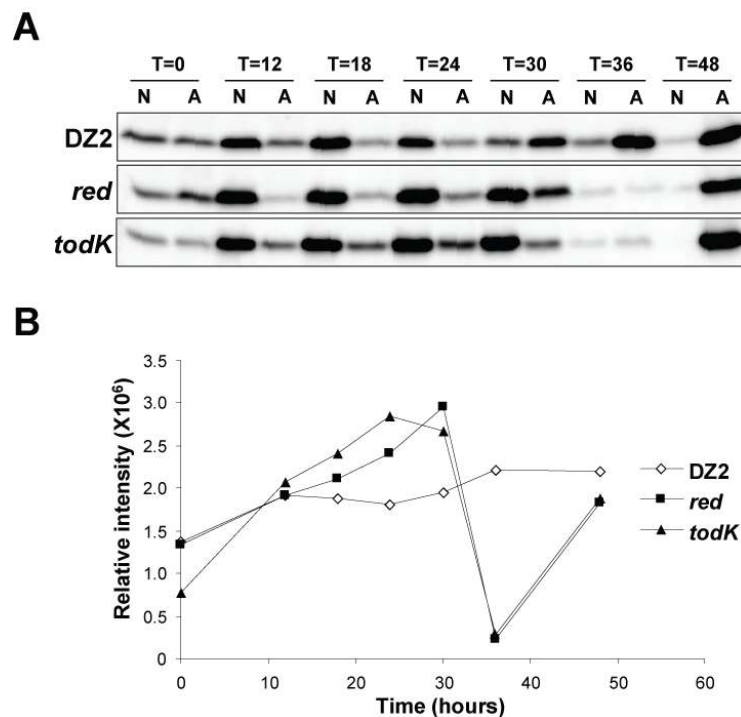 A
T=0 T=12 T=18 T=24 T=30 T=36 T=48
N A N A N A N A N A N A N A
DZ2
red
todK
B
Relative intensity (X10⁶)
3.5
3.0
2.5
2.0
1.5
1.0
0.5
0
DZ2
red
todK
0 10 20 30 40 50 60
Time (hours)